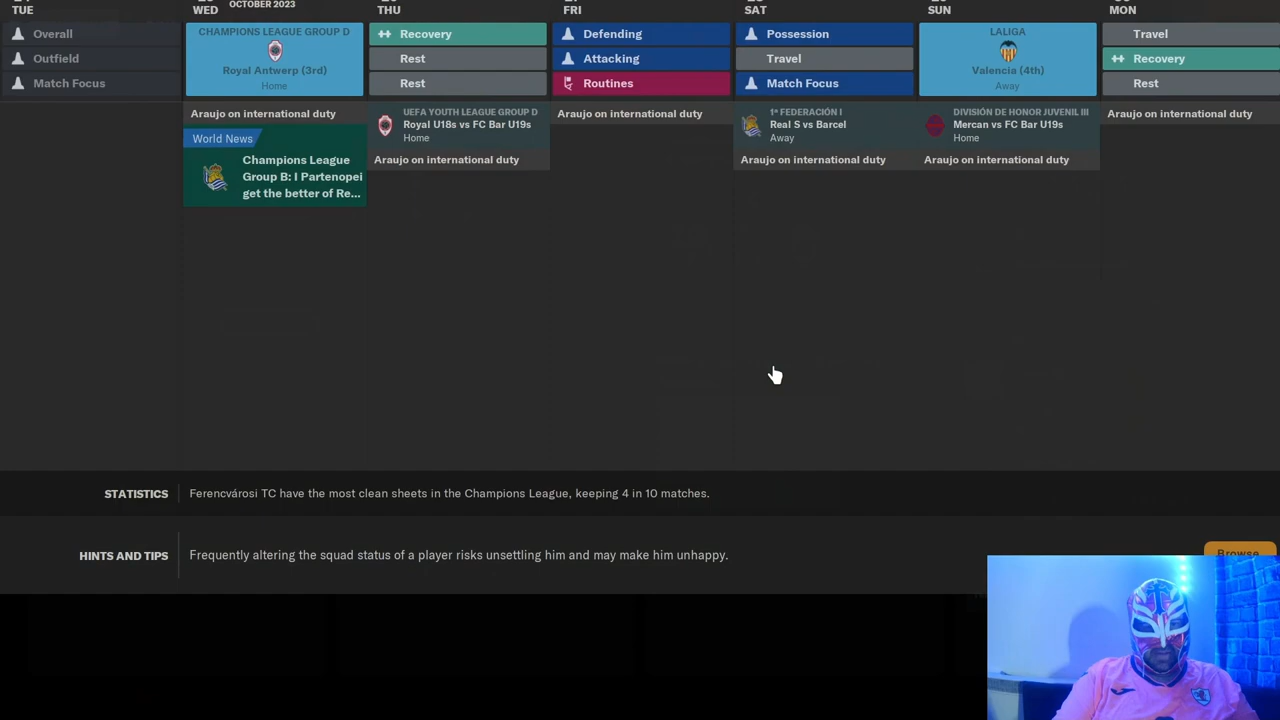 OCTOBER 2023
TUE
WED
THU
FRI
SAT
SUN
MON
Overall
Outfield
Match Focus
CHAMPIONS LEAGUE GROUP D
Royal Antwerp (3rd)
Home
Araujo on international duty
World News
Champions League
Group B: I Partenopei
get the better of Re...
Recovery
Rest
Rest
UEFA YOUTH LEAGUE GROUP D
Royal U18s vs FC Bar U19s
Home
Araujo on international duty
Defending
Attacking
Routines
Araujo on international duty
Possession
Travel
Match Focus
1ª FEDERACIÓN I
Real S vs Barcel
Away
Araujo on international duty
LALIGA
Valencia (4th)
Away
DIVISIÓN DE HONOR JUVENIL III
Mercan vs FC Bar U19s
Home
Araujo on international duty
Travel
Recovery
Rest
Araujo on international duty
STATISTICS
Ferencvárosi TC have the most clean sheets in the Champions League, keeping 4 in 10 matches.
HINTS AND TIPS
Frequently altering the squad status of a player risks unsettling him and may make him unhappy.
Browse